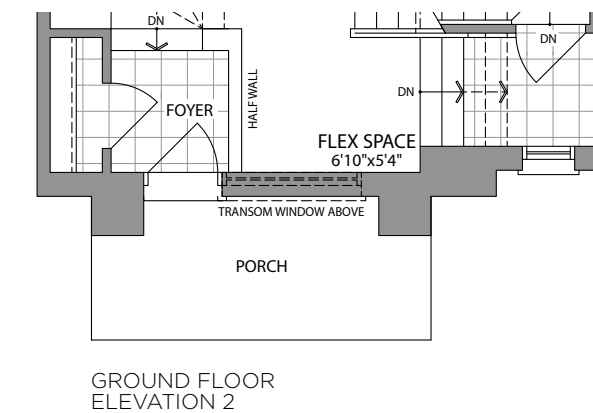 DN
DN
DN
FOYER
HALF WALL
FLEX SPACE
6'10"x5'4"
TRANSOM WINDOW ABOVE
PORCH
GROUND FLOOR
ELEVATION 2